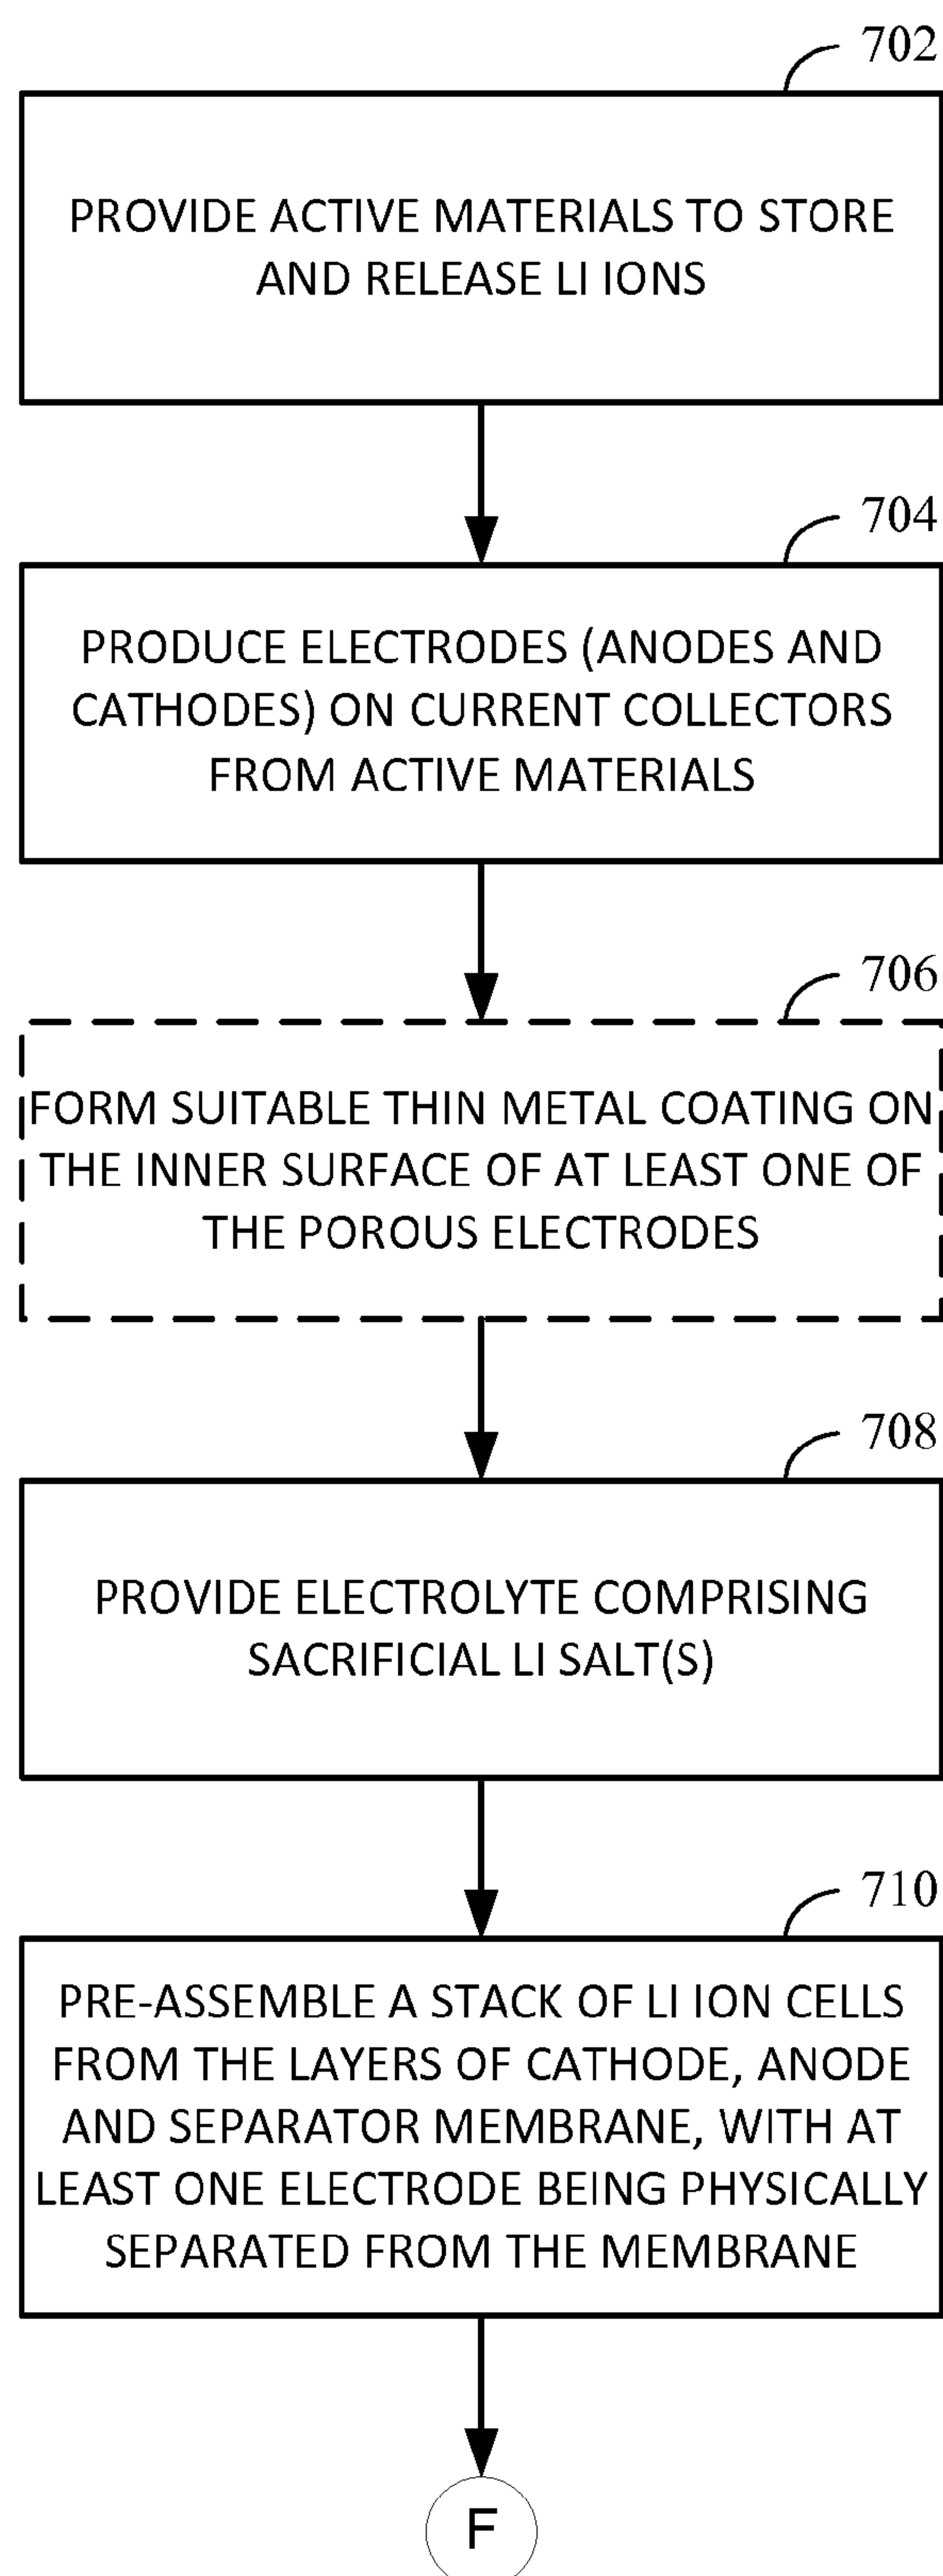 702
PROVIDE ACTIVE MATERIALS TO STORE
AND RELEASE LI IONS
704
PRODUCE ELECTRODES (ANODES AND
CATHODES) ON CURRENT COLLECTORS
FROM ACTIVE MATERIALS
706
FORM SUITABLE THIN METAL COATING ON
THE INNER SURFACE OF AT LEAST ONE OF
THE POROUS ELECTRODES
708
PROVIDE ELECTROLYTE COMPRISING
SACRIFICIAL LI SALT(S)
710
PRE-ASSEMBLE A STACK OF LI ION CELLS
FROM THE LAYERS OF CATHODE, ANODE
AND SEPARATOR MEMBRANE, WITH AT
LEAST ONE ELECTRODE BEING PHYSICALLY
SEPARATED FROM THE MEMBRANE
F